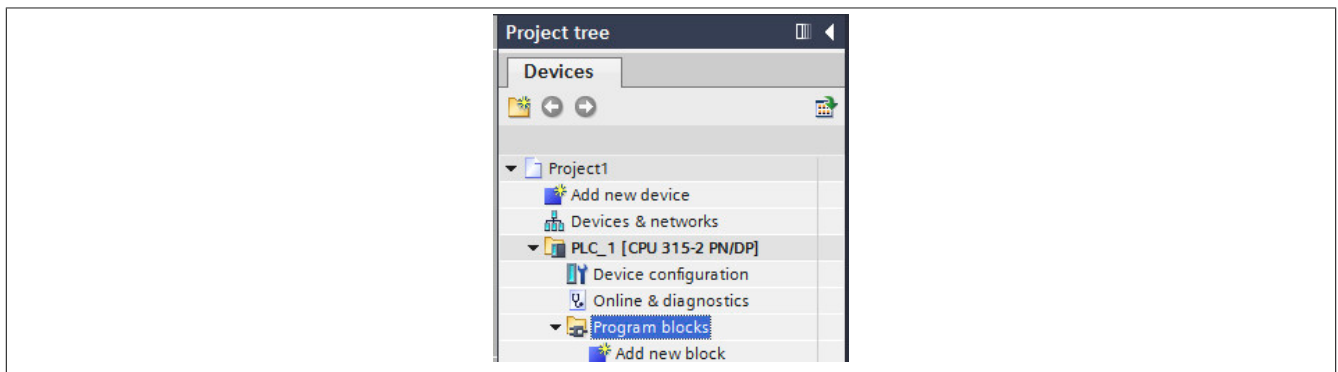 Project tree
Devices
Project1
Add new device
Devices & networks
PLC_1 [CPU 315-2 PN/DP]
Device configuration
Online & diagnostics
Program blocks
Add new block